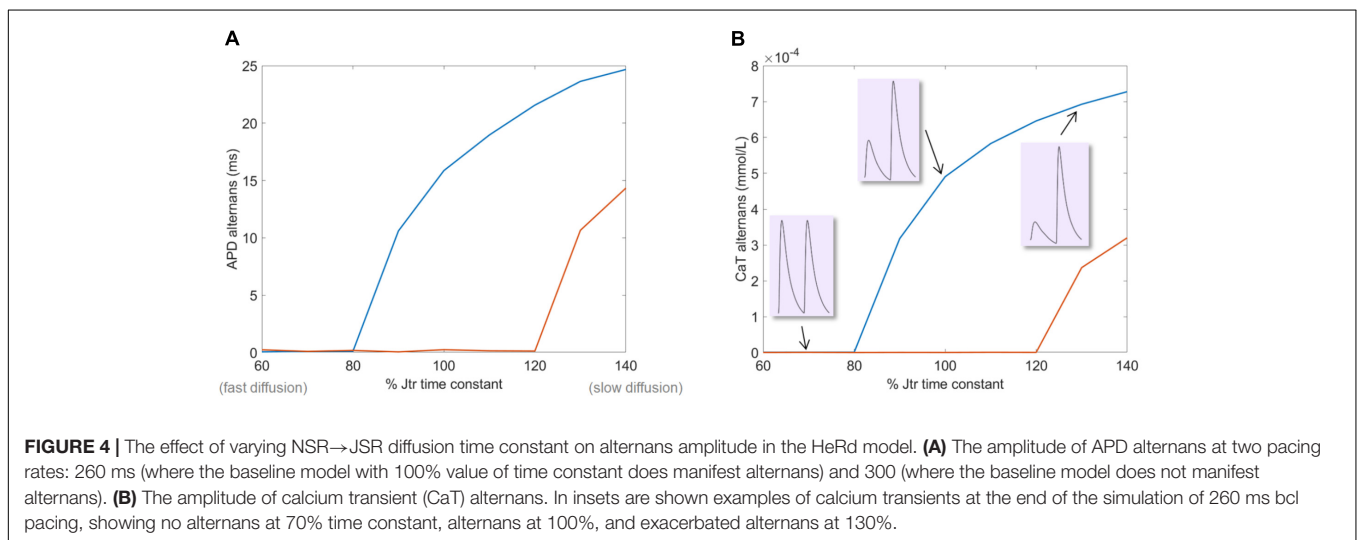 A
25
20
15
10
5
0
APD alternans (ms)
60 80 100 120 140
(fast diffusion) % Jtr time constant (slow diffusion)
B
×10⁻⁴
8
7
6
5
4
3
2
1
0
CaT alternans (mmol/L)
60 80 100 120 140
% Jtr time constant
FIGURE 4 | The effect of varying NSR→JSR diffusion time constant on alternans amplitude in the HeRd model. (A) The amplitude of APD alternans at two pacing
rates: 260 ms (where the baseline model with 100% value of time constant does manifest alternans) and 300 (where the baseline model does not manifest
alternans). (B) The amplitude of calcium transient (CaT) alternans. In insets are shown examples of calcium transients at the end of the simulation of 260 ms bcl
pacing, showing no alternans at 70% time constant, alternans at 100%, and exacerbated alternans at 130%.